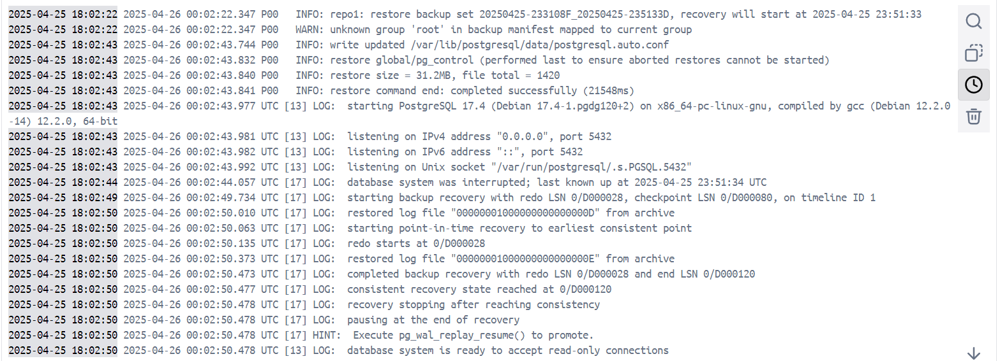 2025-04-25 18:02:22 2025-04-26 00:02:22.347 P00   INFO: repo1: restore backup set 20250425-233108F_20250425-235133D, recovery will start at 2025-04-25 23:51:33
2025-04-25 18:02:22 2025-04-26 00:02:22.347 P00   WARN: unknown group 'root' in backup manifest mapped to current group
2025-04-25 18:02:43 2025-04-26 00:02:43.744 P00   INFO: write updated /var/lib/postgresql/data/postgresql.auto.conf
2025-04-25 18:02:43 2025-04-26 00:02:43.832 P00   INFO: restore global/pg_control (performed last to ensure aborted restores cannot be started)
2025-04-25 18:02:43 2025-04-26 00:02:43.840 P00   INFO: restore size = 31.2MB, file total = 1420
2025-04-25 18:02:43 2025-04-26 00:02:43.841 P00   INFO: restore command end: completed successfully (21548ms)
2025-04-25 18:02:43 2025-04-26 00:02:43.977 UTC [13] LOG:  starting PostgreSQL 17.4 (Debian 17.4-1.pgdg120+2) on x86_64-pc-linux-gnu, compiled by gcc (Debian 12.2.0
-14) 12.2.0, 64-bit
2025-04-25 18:02:43 2025-04-26 00:02:43.981 UTC [13] LOG:  listening on IPv4 address "0.0.0.0", port 5432
2025-04-25 18:02:43 2025-04-26 00:02:43.982 UTC [13] LOG:  listening on IPv6 address "::", port 5432
2025-04-25 18:02:43 2025-04-26 00:02:43.992 UTC [13] LOG:  listening on Unix socket "/var/run/postgresql/.s.PGSQL.5432"
2025-04-25 18:02:44 2025-04-26 00:02:44.057 UTC [17] LOG:  database system was interrupted; last known up at 2025-04-25 23:51:34 UTC
2025-04-25 18:02:49 2025-04-26 00:02:49.734 UTC [17] LOG:  starting backup recovery with redo LSN 0/D000028, checkpoint LSN 0/D000080, on timeline ID 1
2025-04-25 18:02:50 2025-04-26 00:02:50.010 UTC [17] LOG:  restored log file "00000001000000000000000D" from archive
2025-04-25 18:02:50 2025-04-26 00:02:50.063 UTC [17] LOG:  starting point-in-time recovery to earliest consistent point
2025-04-25 18:02:50 2025-04-26 00:02:50.135 UTC [17] LOG:  redo starts at 0/D000028
2025-04-25 18:02:50 2025-04-26 00:02:50.373 UTC [17] LOG:  restored log file "00000001000000000000000E" from archive
2025-04-25 18:02:50 2025-04-26 00:02:50.473 UTC [17] LOG:  completed backup recovery with redo LSN 0/D000028 and end LSN 0/D000120
2025-04-25 18:02:50 2025-04-26 00:02:50.477 UTC [17] LOG:  consistent recovery state reached at 0/D000120
2025-04-25 18:02:50 2025-04-26 00:02:50.478 UTC [17] LOG:  recovery stopping after reaching consistency
2025-04-25 18:02:50 2025-04-26 00:02:50.478 UTC [17] LOG:  pausing at the end of recovery
2025-04-25 18:02:50 2025-04-26 00:02:50.478 UTC [17] HINT:  Execute pg_wal_replay_resume() to promote.
2025-04-25 18:02:50 2025-04-26 00:02:50.478 UTC [13] LOG:  database system is ready to accept read-only connections